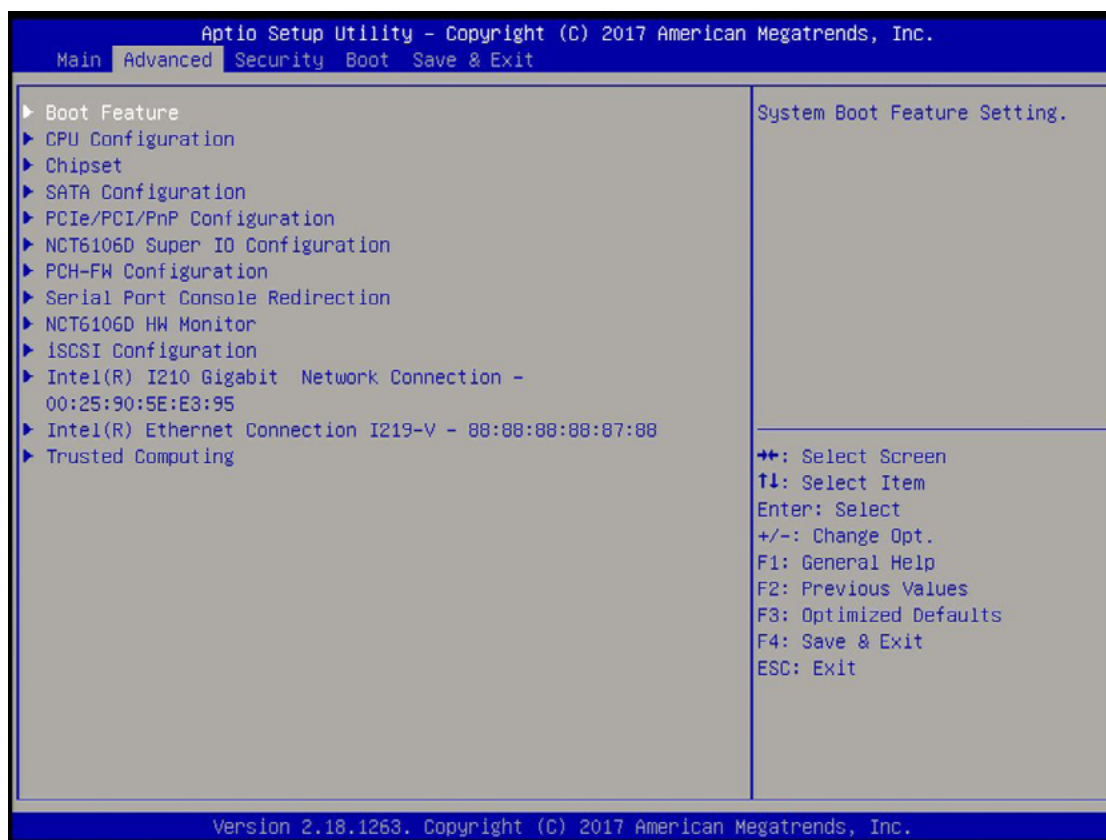 Aptio Setup Utility – Copyright (C) 2017 American Megatrends, Inc.
Main Advanced Security Boot Save & Exit
Boot Feature
CPU Configuration
Chipset
SATA Configuration
PCIe/PCI/PnP Configuration
NCT6106D Super IO Configuration
PCH-FW Configuration
Serial Port Console Redirection
NCT6106D HW Monitor
iSCSI Configuration
Intel(R) I210 Gigabit  Network Connection –
00:25:90:5E:E3:95
Intel(R) Ethernet Connection I219-V – 88:88:88:88:87:88
Trusted Computing
System Boot Feature Setting.
→←: Select Screen
↑↓: Select Item
Enter: Select
+/-: Change Opt.
F1: General Help
F2: Previous Values
F3: Optimized Defaults
F4: Save & Exit
ESC: Exit
Version 2.18.1263. Copyright (C) 2017 American Megatrends, Inc.